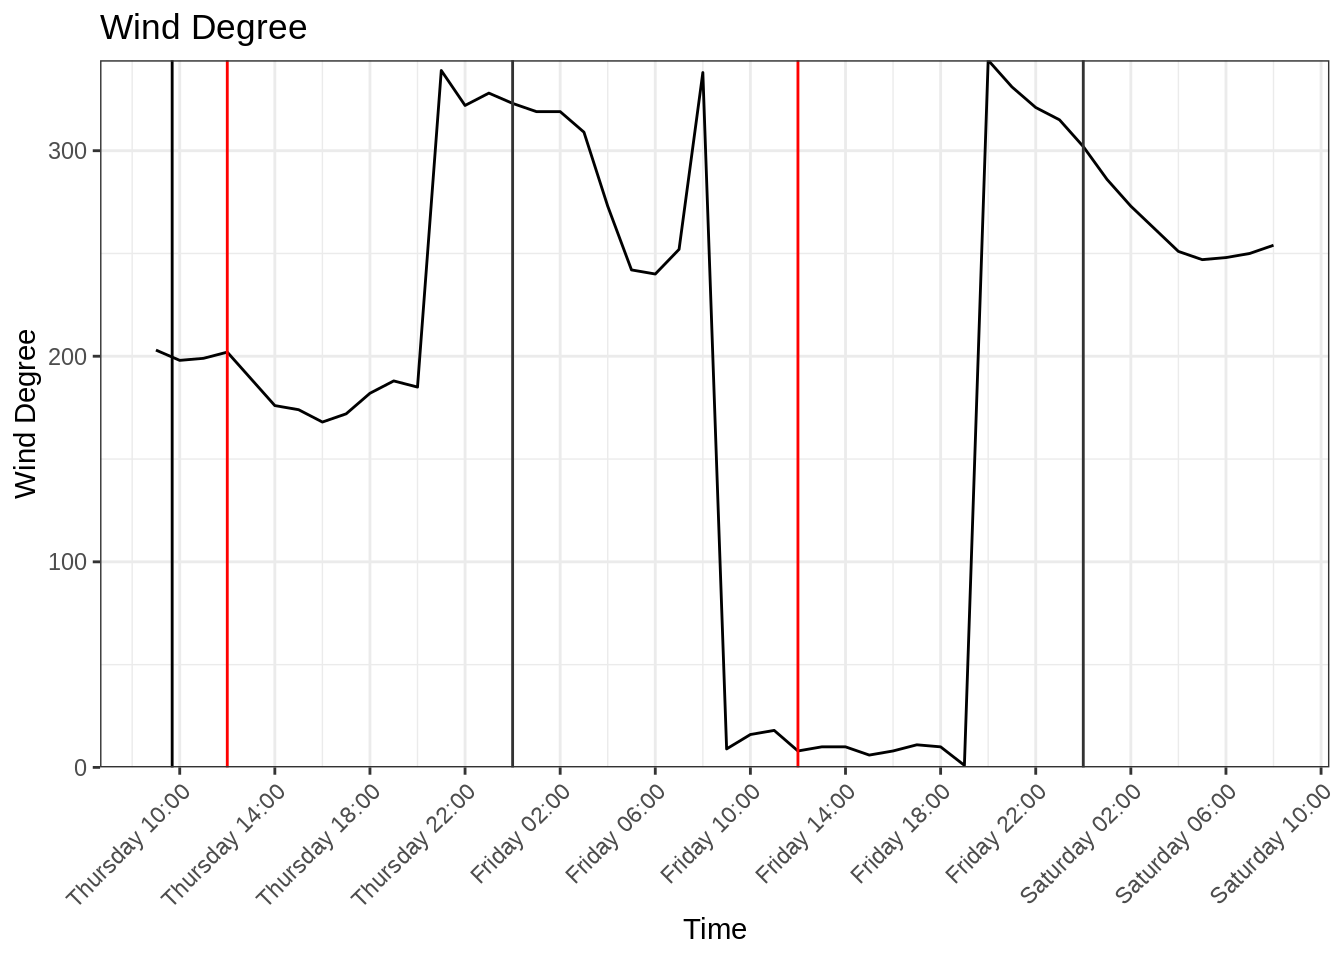 Wind Degree
Wind Degree
300
200
100
0
Thursday 10:00
Thursday 14:00
Thursday 18:00
Thursday 22:00
Friday 02:00
Friday 06:00
Friday 10:00
Friday 14:00
Friday 18:00
Friday 22:00
Saturday 02:00
Saturday 06:00
Saturday 10:00
Time